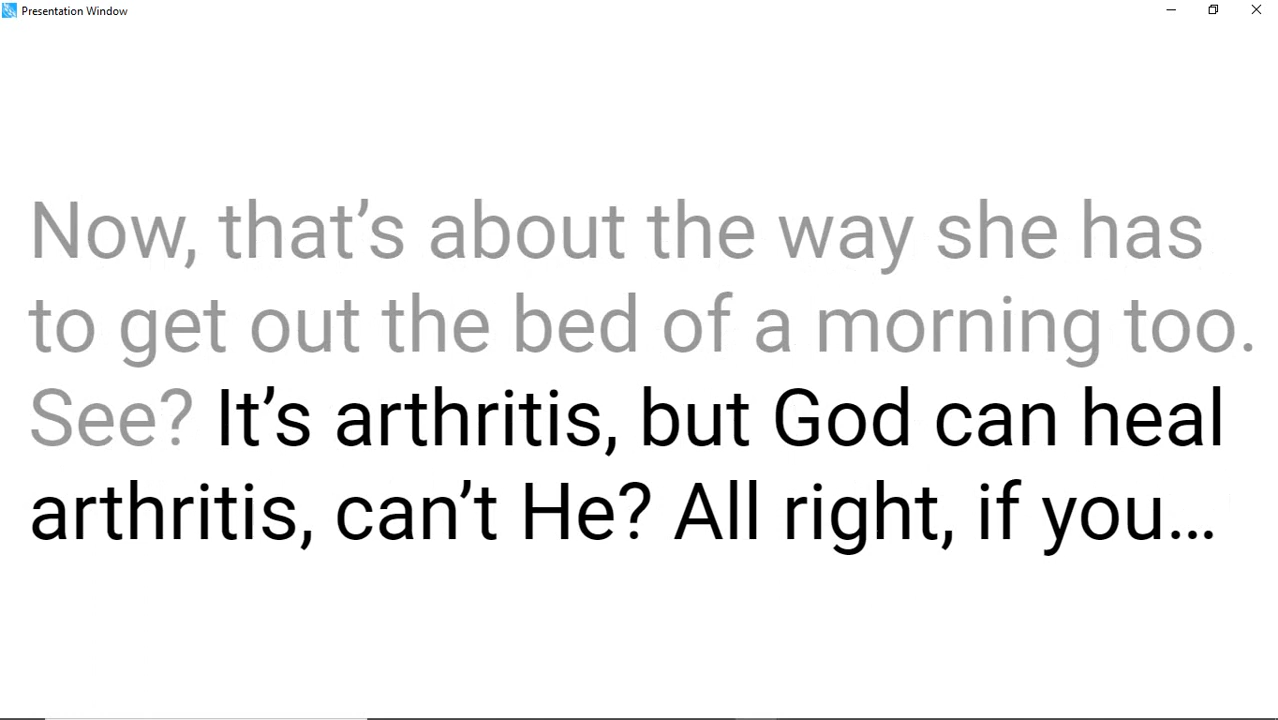 Presentation Window
Now, that’s about the way she has
to get out the bed of a morning too.
See? It’s arthritis, but God can heal
arthritis, can’t He? All right, if you…